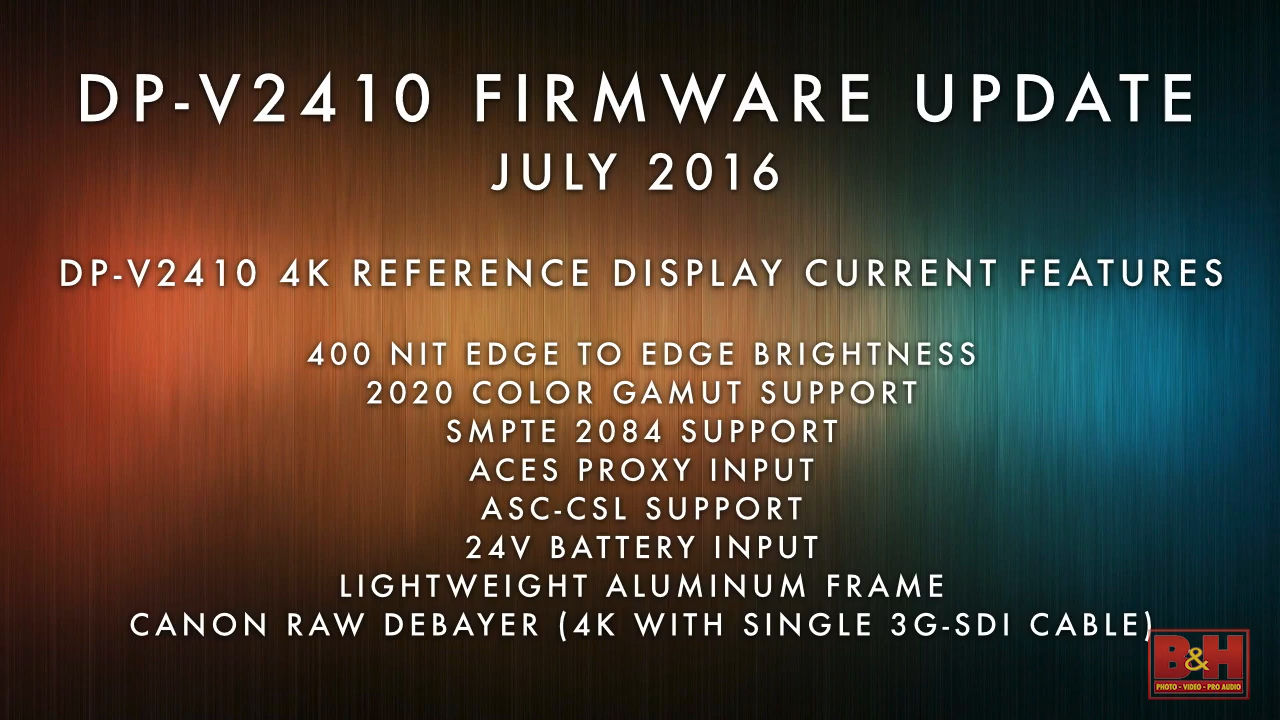 DP-V2410 FIRMWARE UPDATE
JULY 2016
DP-V2410 4K REFERENCE DISPLAY CURRENT FEATURES
400 NIT EDGE TO EDGE BRIGHTNESS
2020 COLOR GAMUT SUPPORT
SMPTE 2084 SUPPORT
ACES PROXY INPUT
ASC-CSL SUPPORT
24V BATTERY INPUT
LIGHTWEIGHT ALUMINUM FRAME
CANON RAW DEBAYER (4K WITH SINGLE 3G-SDI CABLE)
B&H
PHOTO - VIDEO - PRO AUDIO